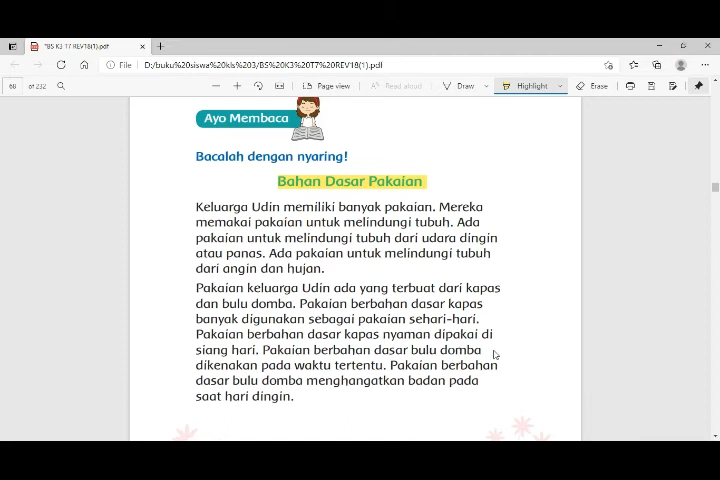 *BS K3 17 REV18(1).pdf
File
D:/buku%20siswa%20kls%203/BS%20K3%20T7%20REV18(1).pdf
68 of 232
Page view
Read aloud
Draw
Highlight
Erase
Ayo Membaca
Bacalah dengan nyaring!
Bahan Dasar Pakaian
Keluarga Udin memiliki banyak pakaian. Mereka
memakai pakaian untuk melindungi tubuh. Ada
pakaian untuk melindungi tubuh dari udara dingin
atau panas. Ada pakaian untuk melindungi tubuh
dari angin dan hujan.
Pakaian keluarga Udin ada yang terbuat dari kapas
dan bulu domba. Pakaian berbahan dasar kapas
banyak digunakan sebagai pakaian sehari-hari.
Pakaian berbahan dasar kapas nyaman dipakai di
siang hari. Pakaian berbahan dasar bulu domba
dikenakan pada waktu tertentu. Pakaian berbahan
dasar bulu domba menghangatkan badan pada
saat hari dingin.